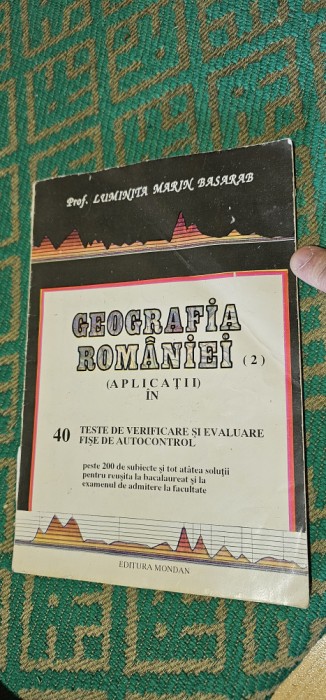 Prof. LUMINIȚA MARIN BASARAB
GEOGRAFIA
ROMÂNIEI (2)
(APLICAȚII)
ÎN
40 TESTE DE VERIFICARE ȘI EVALUARE
FIȘE DE AUTOCONTROL
peste 200 de subiecte și tot atâtea soluții
pentru reușita la bacalaureat și la
examenul de admitere la facultate
EDITURA MONDAN